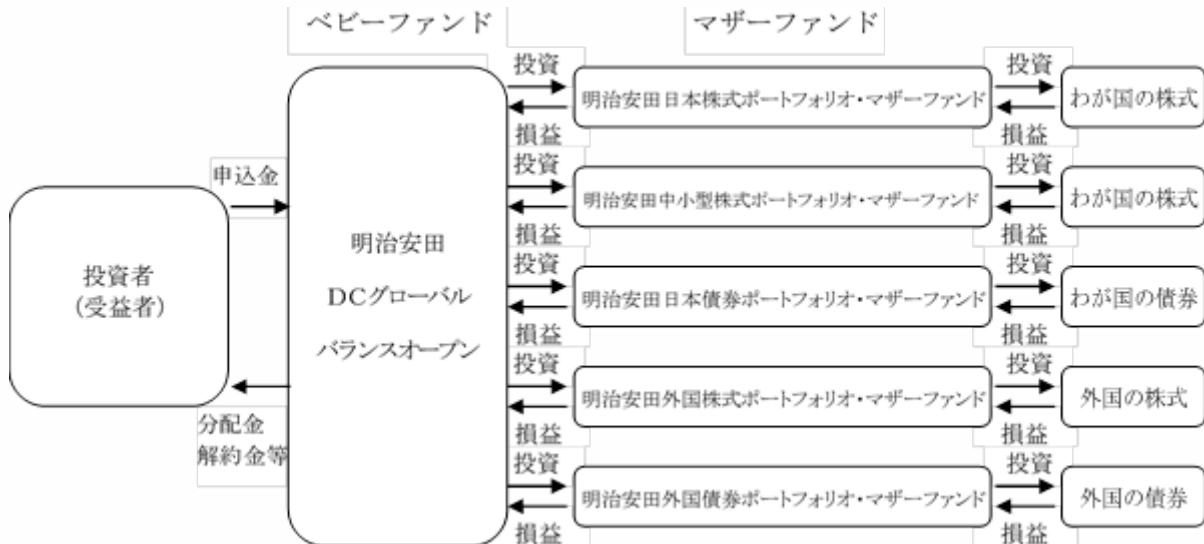 ベビーファンド
マザーファンド
投資
明治安田日本株式ポートフォリオ・マザーファンド
損益
投資
わが国の株式
損益
申込金
投資
明治安田中小型株式ポートフォリオ・マザーファンド
損益
投資
わが国の株式
損益
投資者
(受益者)
明治安田
DCグローバル
バランスオープン
投資
明治安田日本債券ポートフォリオ・マザーファンド
損益
投資
わが国の債券
損益
分配金
解約金等
投資
明治安田外国株式ポートフォリオ・マザーファンド
損益
投資
外国の株式
損益
投資
明治安田外国債券ポートフォリオ・マザーファンド
損益
投資
外国の債券
損益